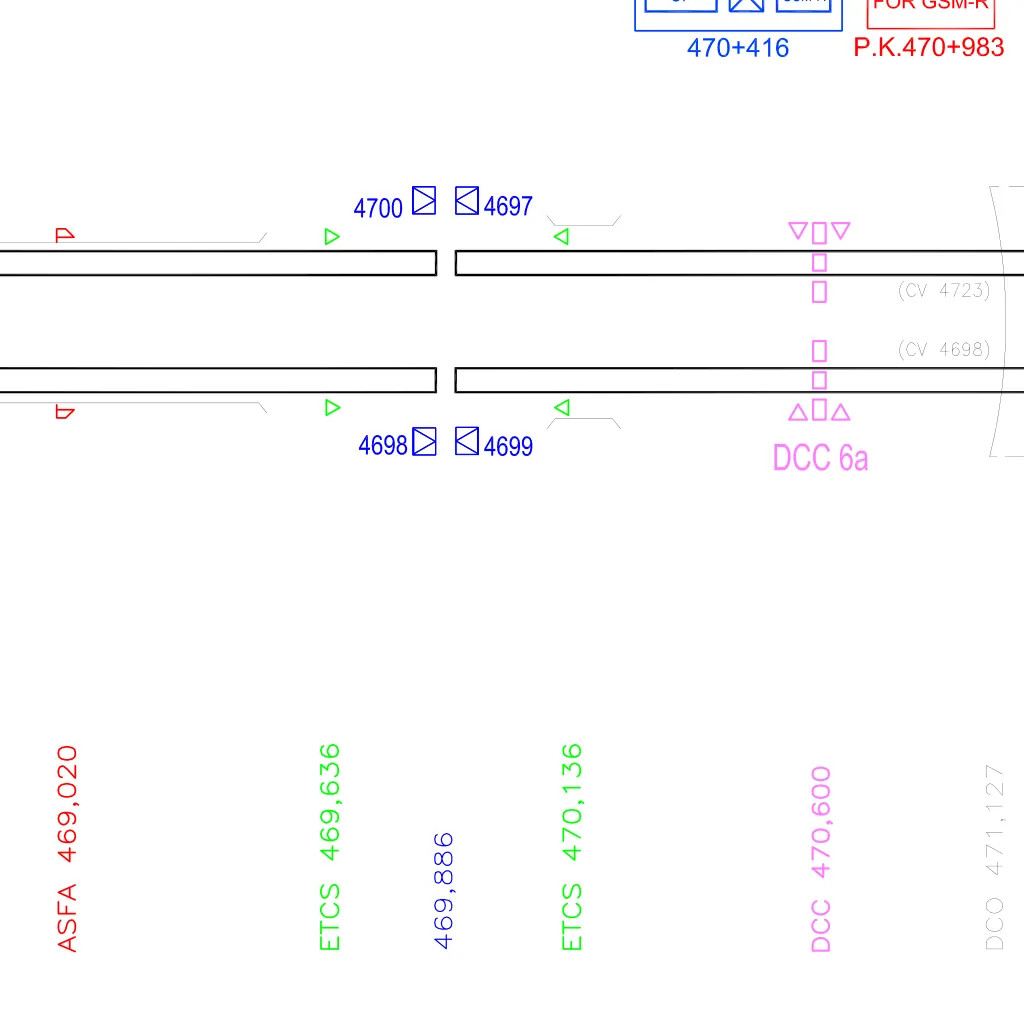 FOR GSM-R
470+416
P.K.470+983
4700
4697
(CV 4723)
(CV 4698)
4698
4699
DCC 6a
ASFA 469,020
ETCS 469,636
469,886
ETCS 470,136
DCC 470,600
DCO 471,127